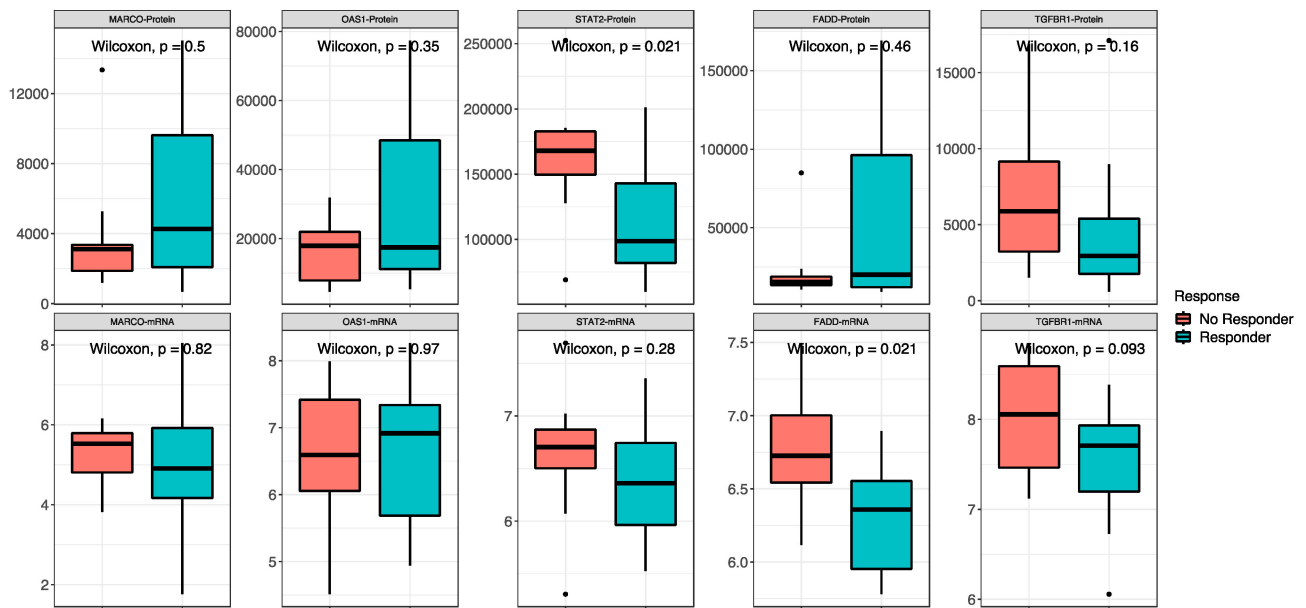 MARCO-Protein
OAS1-Protein
STAT2-Protein
FADD-Protein
TGFBR1-Protein
Wilcoxon, p = 0.5
Wilcoxon, p = 0.35
Wilcoxon, p = 0.021
Wilcoxon, p = 0.46
Wilcoxon, p = 0.16
12000
8000
4000
0
80000
60000
40000
20000
250000
200000
150000
100000
150000
100000
50000
15000
10000
5000
0
MARCO-mRNA
OAS1-mRNA
STAT2-mRNA
FADD-mRNA
TGFBR1-mRNA
Wilcoxon, p = 0.82
Wilcoxon, p = 0.97
Wilcoxon, p = 0.28
Wilcoxon, p = 0.021
Wilcoxon, p = 0.093
8
6
4
2
8
7
6
5
7
6
7.5
7.0
6.5
6.0
8
7
6
Response
No Responder
Responder